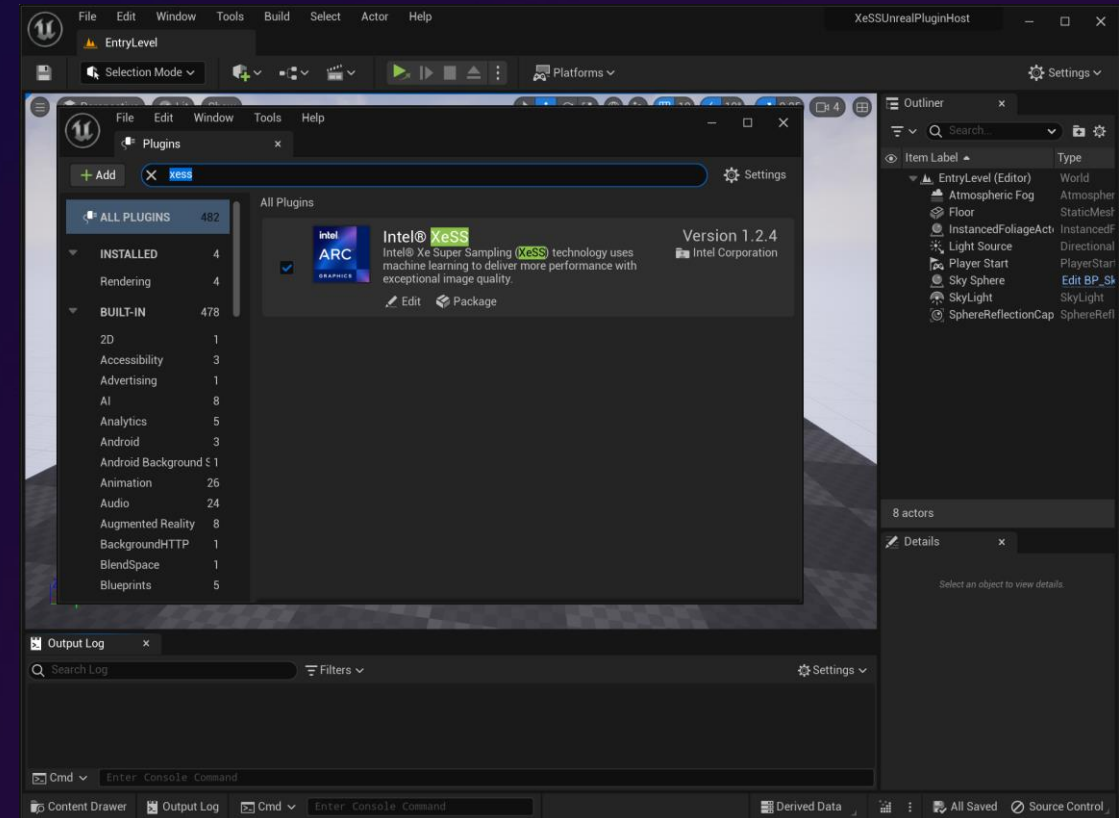 File Edit Window Tools Build Select Actor Help
XeSSUnrealPluginHost
EntryLevel
Selection Mode
Platforms
Settings
4
File Edit Window Tools Help
Plugins
Add
xess
Settings
ALL PLUGINS 482
INSTALLED 4
Rendering 4
BUILT-IN 478
2D 1
Accessibility 3
Advertising 1
AI 8
Analytics 5
Android 3
Android Background S 1
Animation 26
Audio 24
Augmented Reality 8
BackgroundHTTP 1
BlendSpace 1
Blueprints 5
All Plugins
intel
ARC
GRAPHICS
Intel® XeSS
Intel® Xe Super Sampling (XeSS) technology uses
machine learning to deliver more performance with
exceptional image quality.
Edit Package
Version 1.2.4
Intel Corporation
Outliner
Search...
Item Label Type
EntryLevel (Editor) World
Atmospheric Fog Atmospher
Floor StaticMesh
InstancedFoliageActo InstancedF
Light Source Directional
Player Start PlayerStart
Sky Sphere Edit BP_Sk
SkyLight SkyLight
SphereReflectionCap SphereRefl
8 actors
Details
Select an object to view details.
Output Log
Search Log
Filters
Settings
Cmd Enter Console Command
Content Drawer Output Log Cmd Enter Console Command Derived Data All Saved Source Control